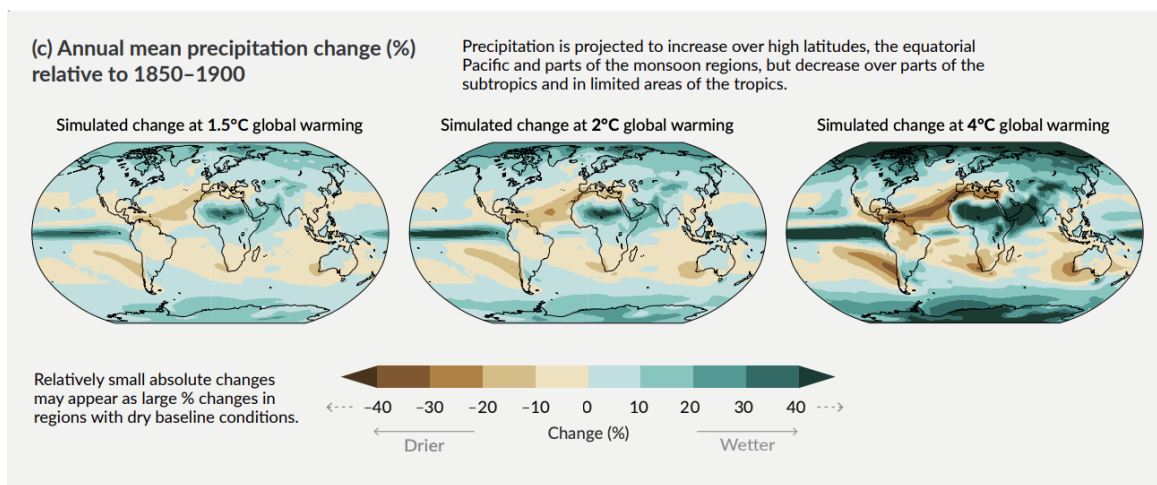 (c) Annual mean precipitation change (%)
relative to 1850–1900
Precipitation is projected to increase over high latitudes, the equatorial
Pacific and parts of the monsoon regions, but decrease over parts of the
subtropics and in limited areas of the tropics.
Simulated change at 1.5°C global warming
Simulated change at 2°C global warming
Simulated change at 4°C global warming
Relatively small absolute changes
may appear as large % changes in
regions with dry baseline conditions.
–40 –30 –20 –10 0 10 20 30 40
Change (%)
Drier
Wetter